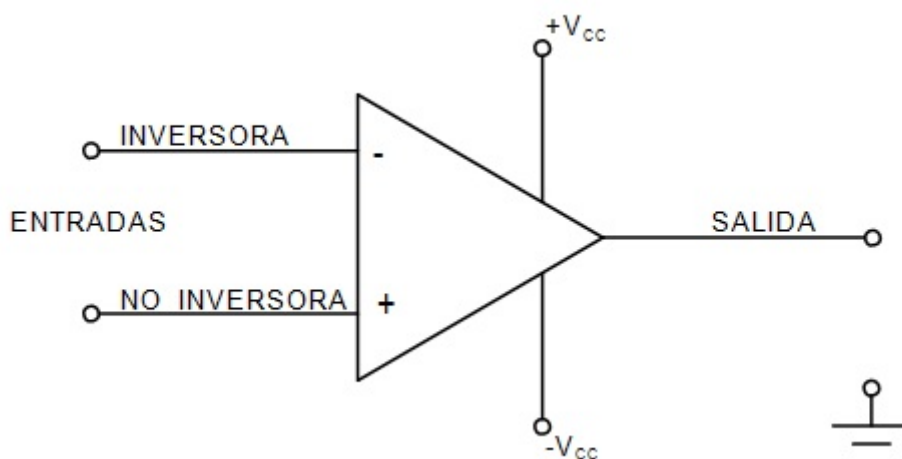 +Vcc
INVERSORA
-
ENTRADAS
SALIDA
NO INVERSORA
+
-Vcc